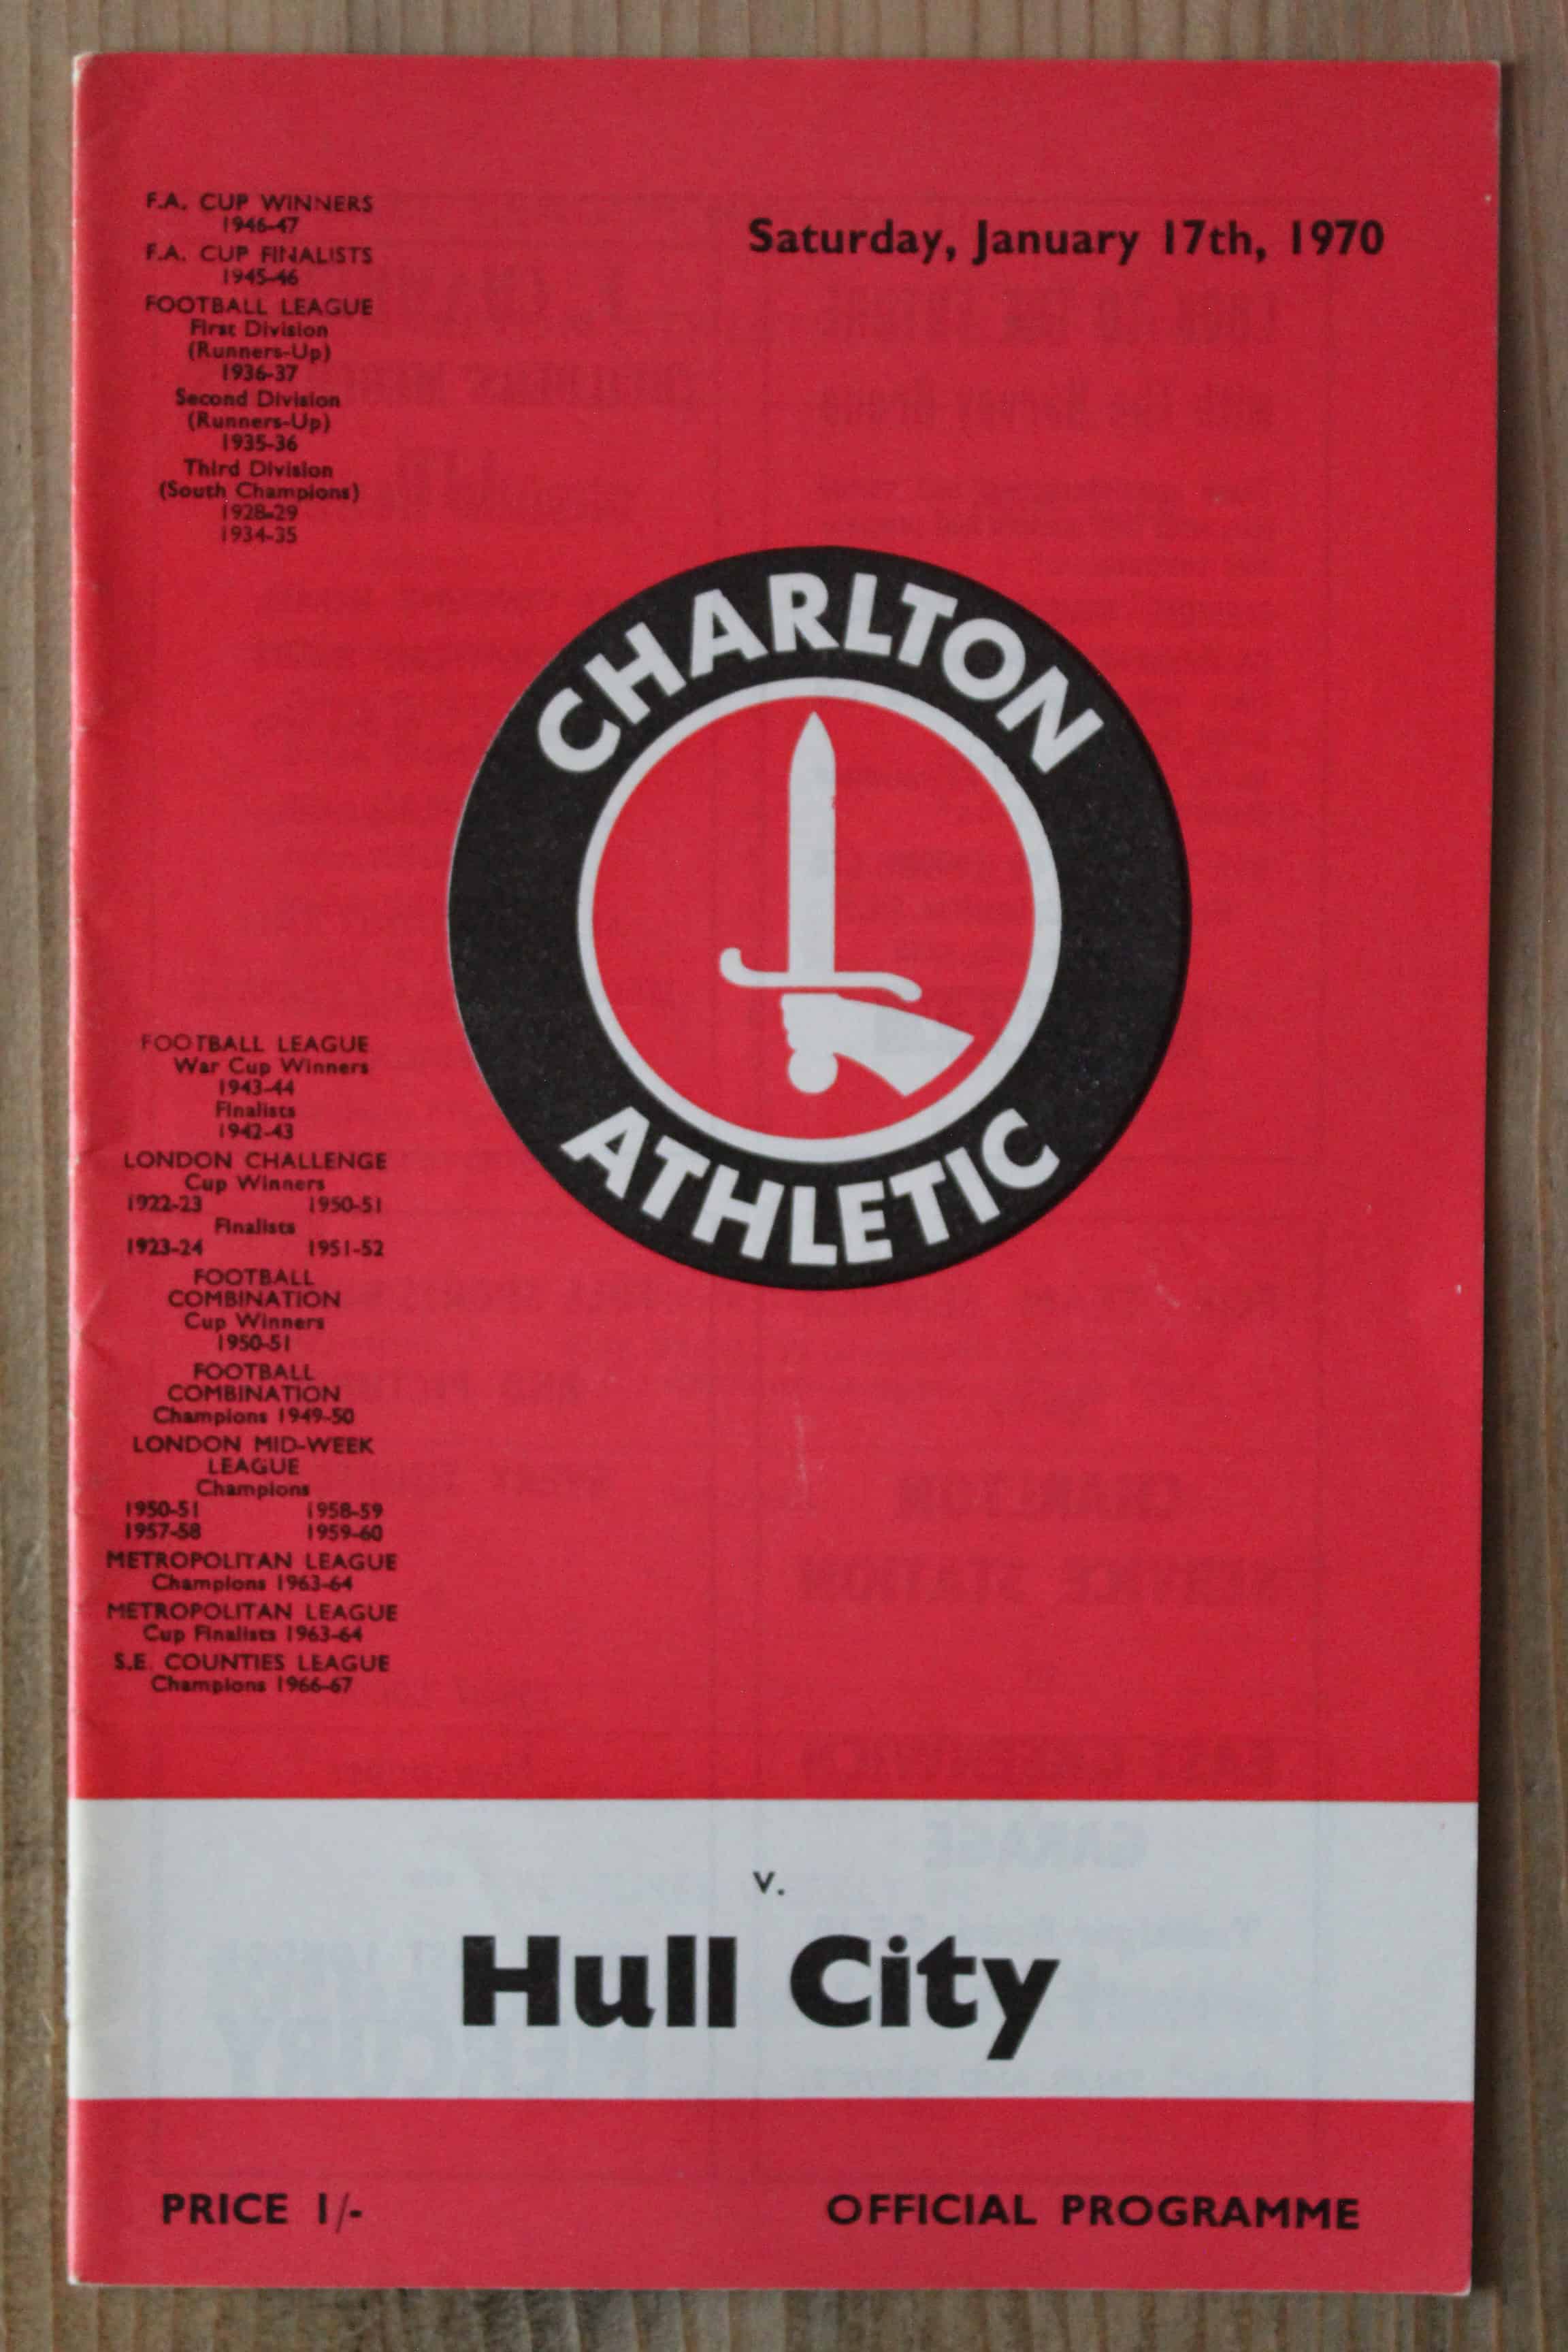 F.A. CUP WINNERS
1946-47
F.A. CUP FINALISTS
1945-46
FOOTBALL LEAGUE
First Division
(Runners-Up)
1936-37
Second Division
(Runners-Up)
1935-36
Third Division
(South Champions)
1928-29
1934-35
Saturday, January 17th, 1970
CHARLTON
ATHLETIC
FOOTBALL LEAGUE
War Cup Winners
1943-44
Finalists
1942-43
LONDON CHALLENGE
Cup Winners
1922-23 1950-51
Finalists
1923-24 1951-52
FOOTBALL
COMBINATION
Cup Winners
1950-51
FOOTBALL
COMBINATION
Champions 1949-50
LONDON MID-WEEK
LEAGUE
Champions
1950-51 1958-59
1957-58 1959-60
METROPOLITAN LEAGUE
Champions 1963-64
METROPOLITAN LEAGUE
Cup Finalists 1963-64
S.E. COUNTIES LEAGUE
Champions 1966-67
v.
Hull City
PRICE 1/-
OFFICIAL PROGRAMME